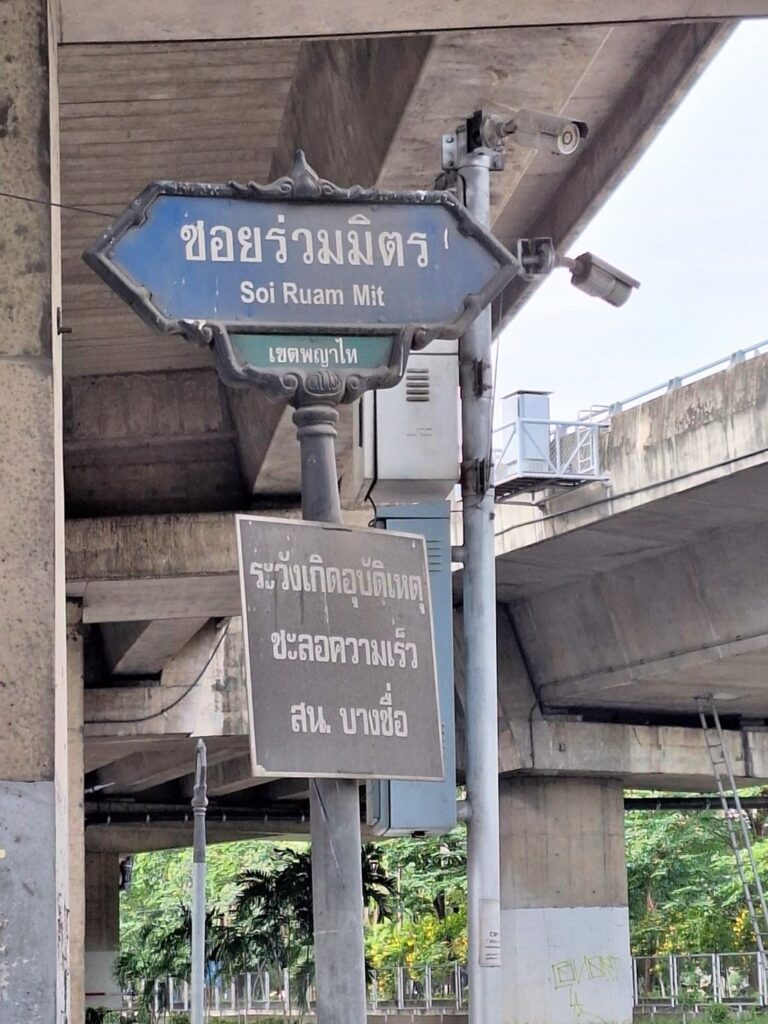 ซอยร่วมมิตร
Soi Ruam Mit
เขตพญาไท
ระวังเกิดอุบัติเหตุ
ชะลอความเร็ว
สน. บางซื่อ